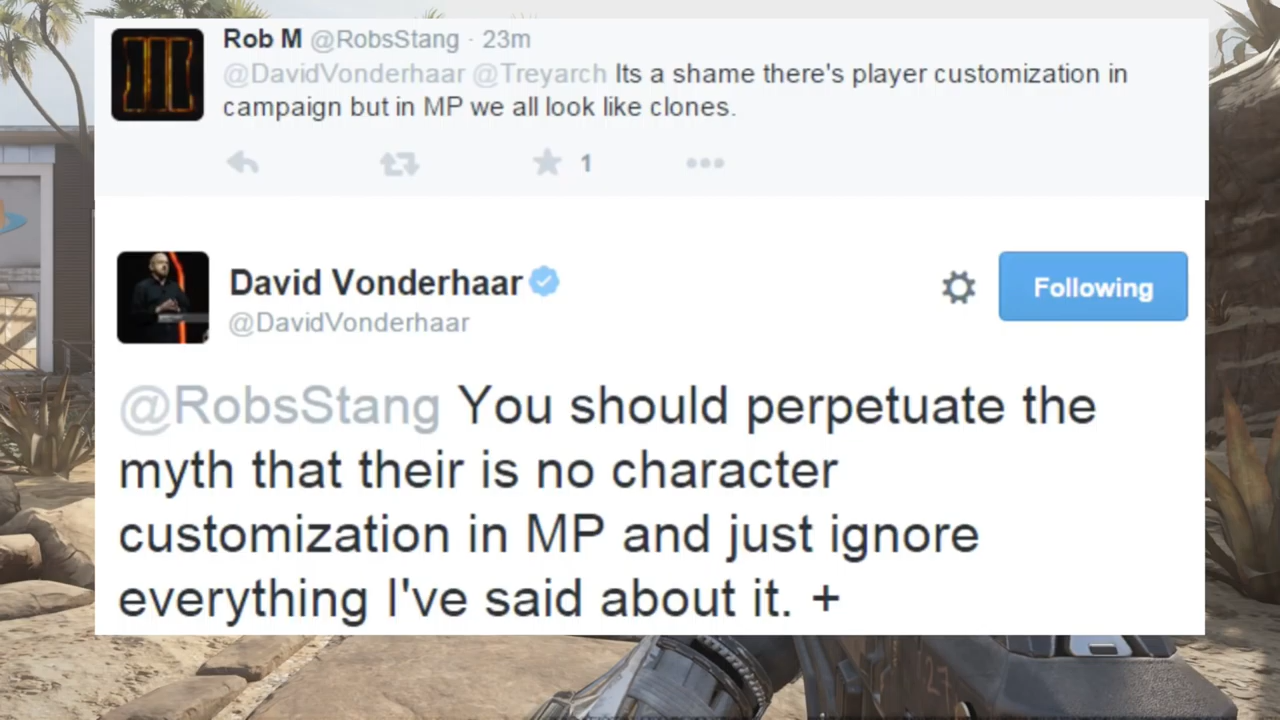 Rob M @RobsStang · 23m
@DavidVonderhaar @Treyarch Its a shame there's player customization in
campaign but in MP we all look like clones.
1
David Vonderhaar
@DavidVonderhaar
Following
@RobsStang You should perpetuate the
myth that their is no character
customization in MP and just ignore
everything I've said about it. +
27